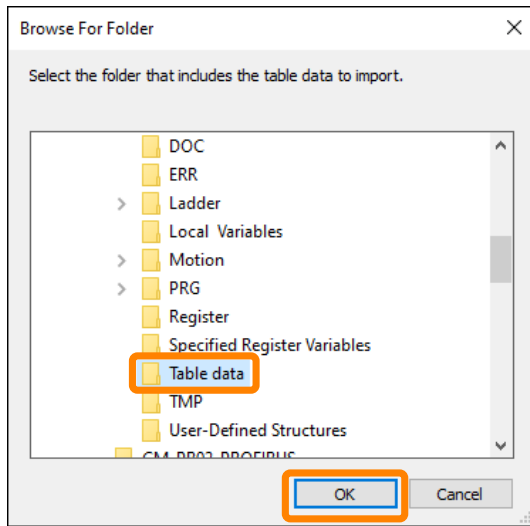 Browse For Folder
Select the folder that includes the table data to import.
DOC
ERR
Ladder
Local Variables
Motion
PRG
Register
Specified Register Variables
Table data
TMP
User-Defined Structures
OK
Cancel